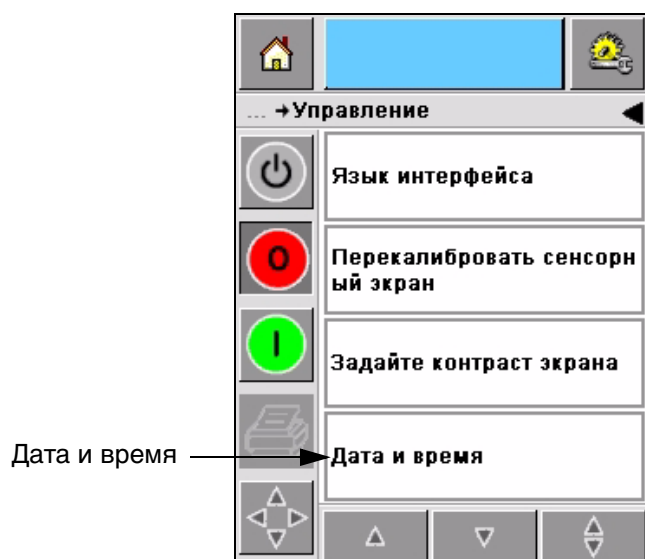 ... →Управление
Язык интерфейса
O
Перекалибровать сенсорн
ый экран
I
Задайте контраст экрана
Дата и время
Дата и время